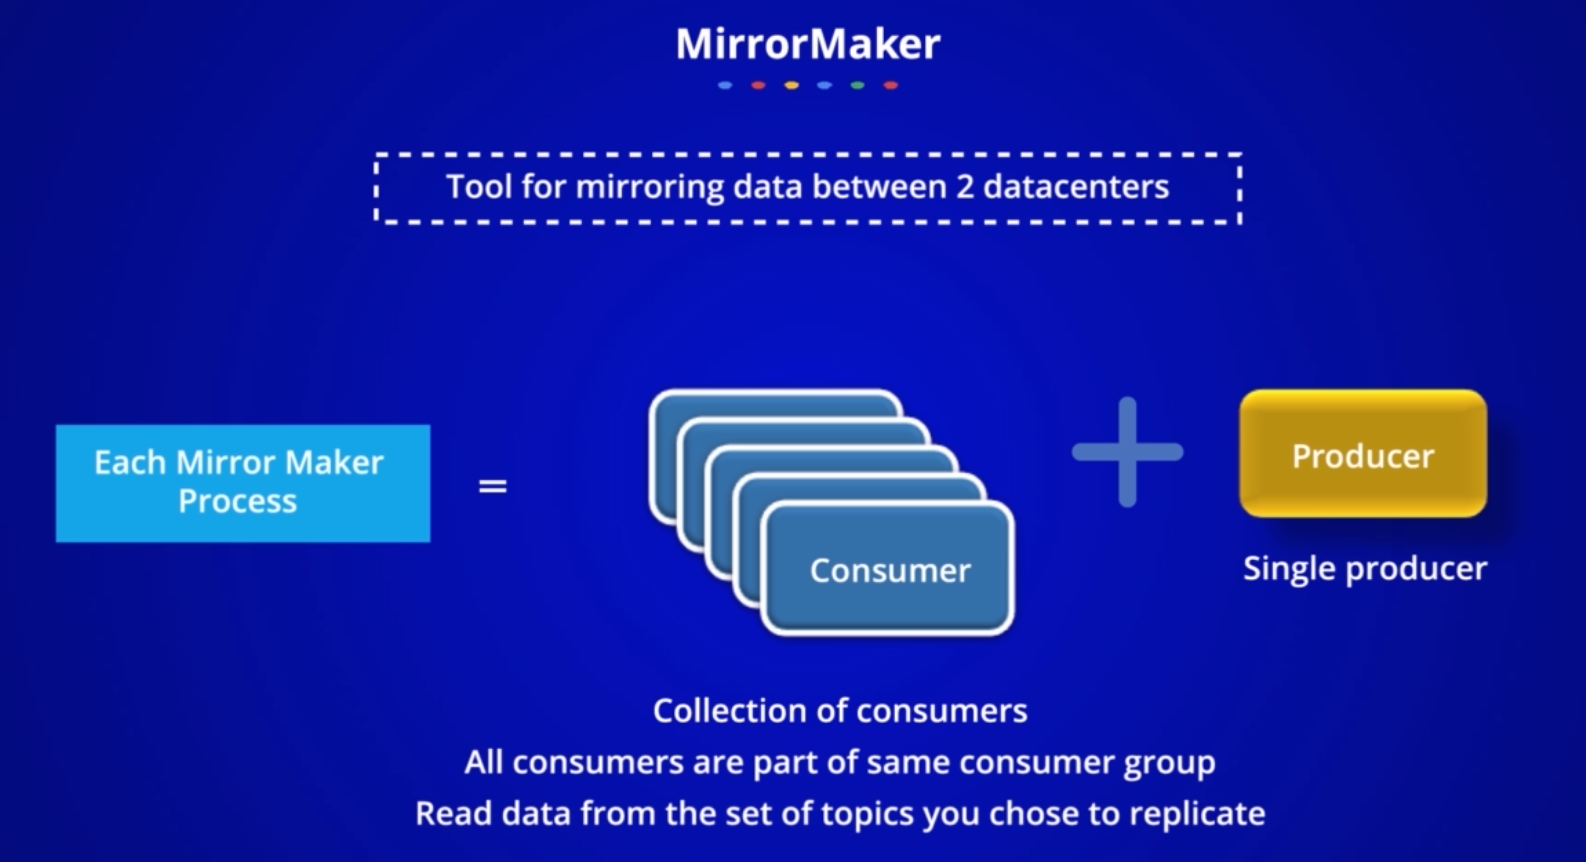 MirrorMaker
Tool for mirroring data between 2 datacenters
Each Mirror Maker
Process
=
Consumer
Producer
Single producer
Collection of consumers
All consumers are part of same consumer group
Read data from the set of topics you chose to replicate